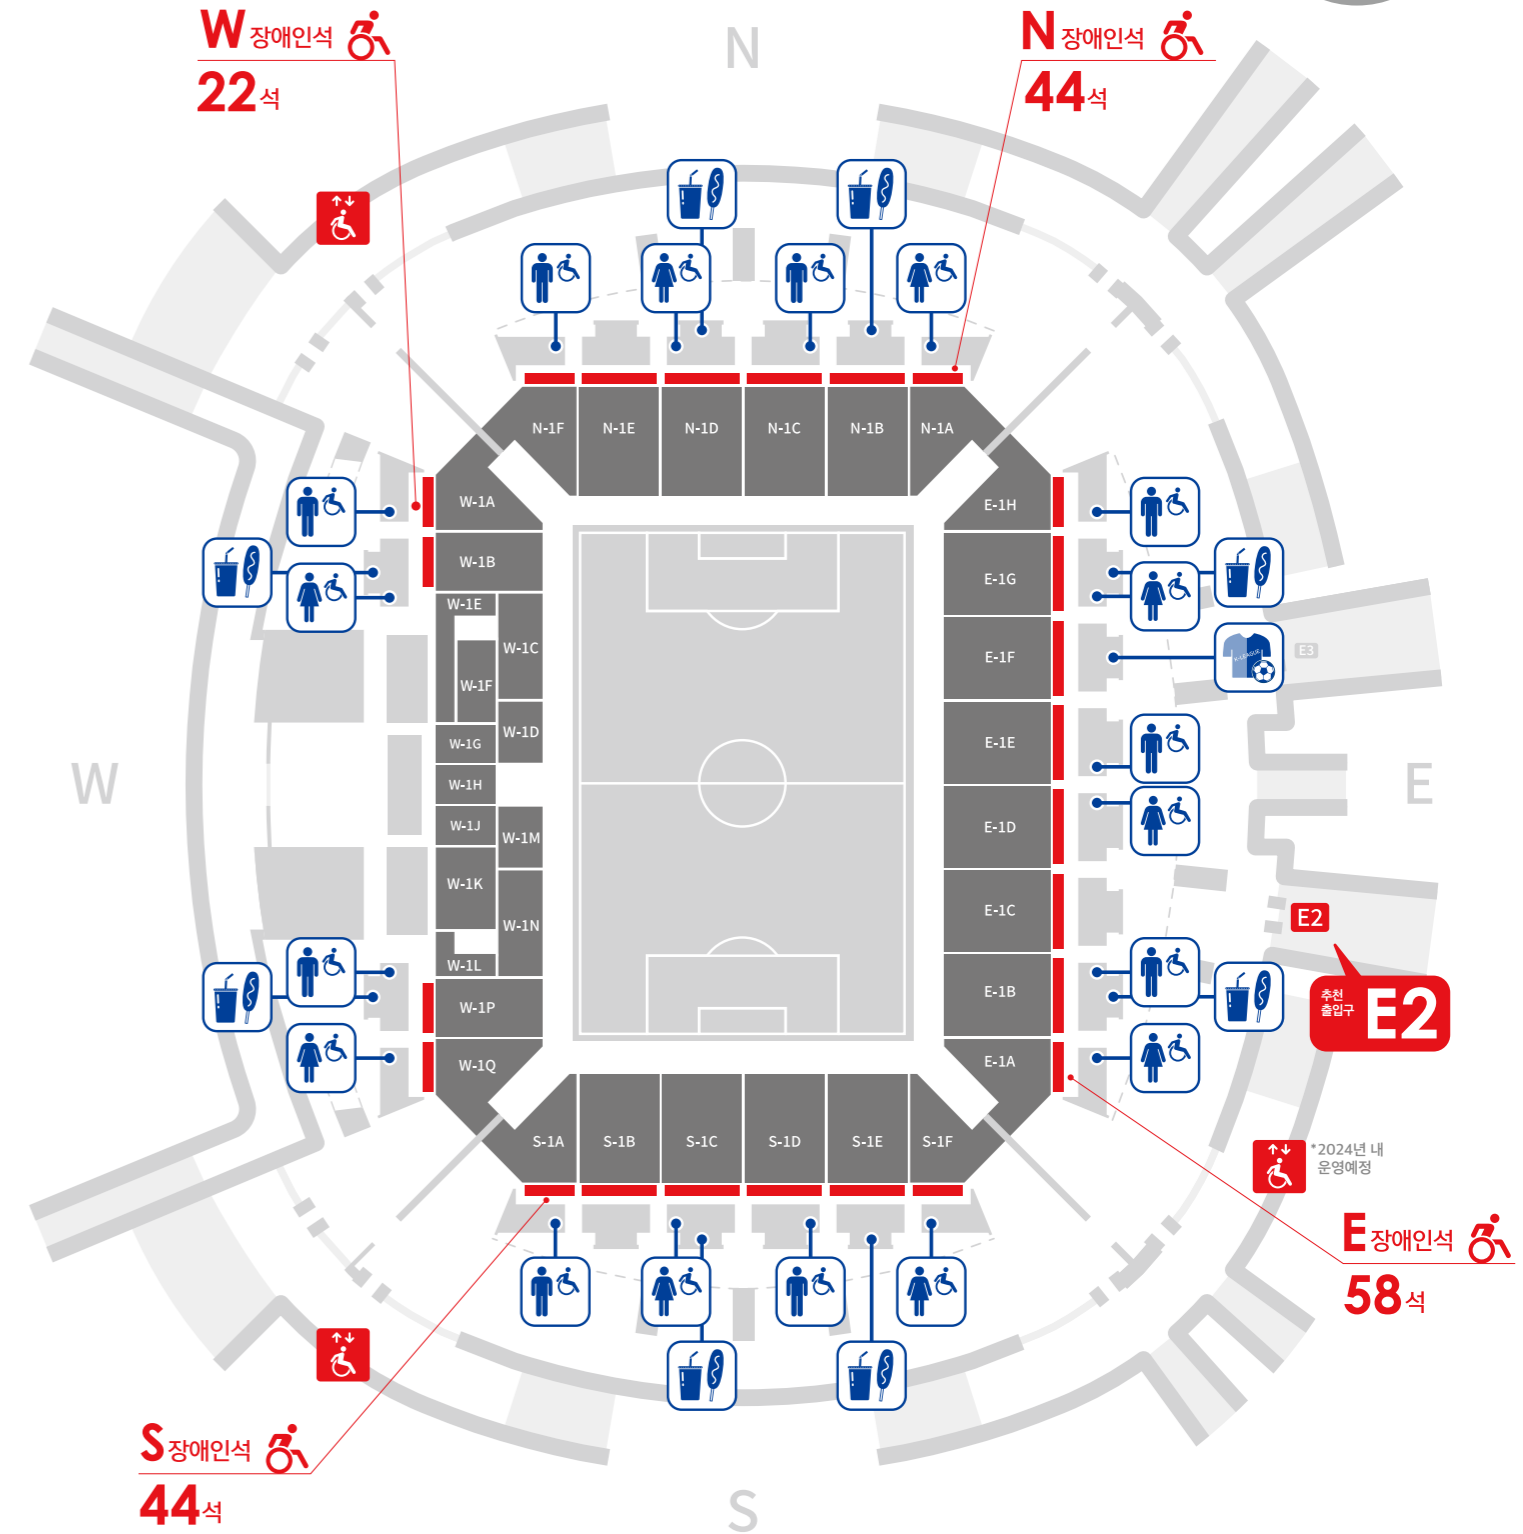 W 장애인석
22석
N
N 장애인석
44석
N-1F
N-1E
N-1D
N-1C
N-1B
N-1A
W-1A
E-1H
W-1B
E-1G
W-1E
W-1C
K-LEAGUE
E3
E-1F
W-1F
W-1D
W-1G
E-1E
W
W-1H
E
W-1J
W-1M
E-1D
W-1K
W-1N
E-1C
E2
W-1L
E-1B
추천
출입구
E2
W-1P
W-1Q
E-1A
S-1A
S-1B
S-1C
S-1D
S-1E
S-1F
*2024년 내
운영예정
E 장애인석
58석
S 장애인석
44석
S